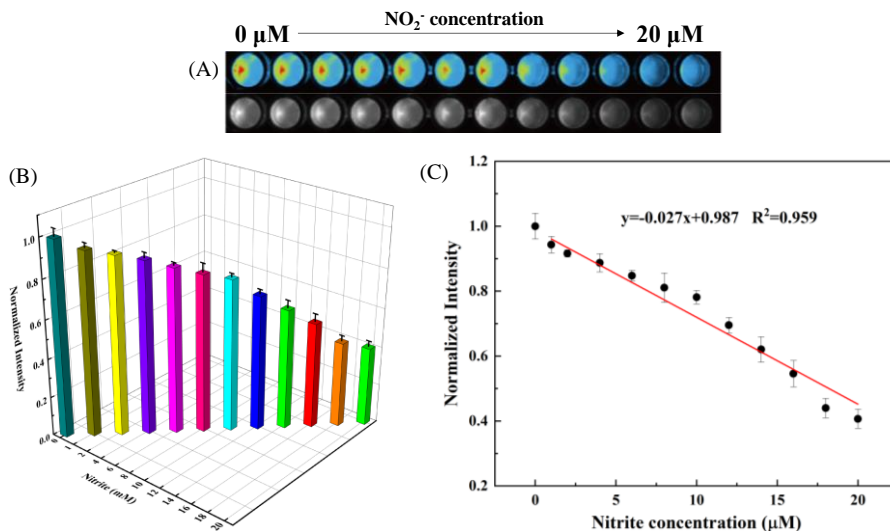 NO₂⁻ concentration
0 µM
20 µM
(A)
(B)
1.0
0.8
0.6
0.4
0.2
0.0
Normalized Intensity
0
1
2
4
6
8
10
12
14
16
18
20
Nitrite (mM)
(C)
1.2
1.0
0.8
0.6
0.4
0.2
Normalized Intensity
y=-0.027x+0.987 R²=0.959
0
5
10
15
20
Nitrite concentration (µM)